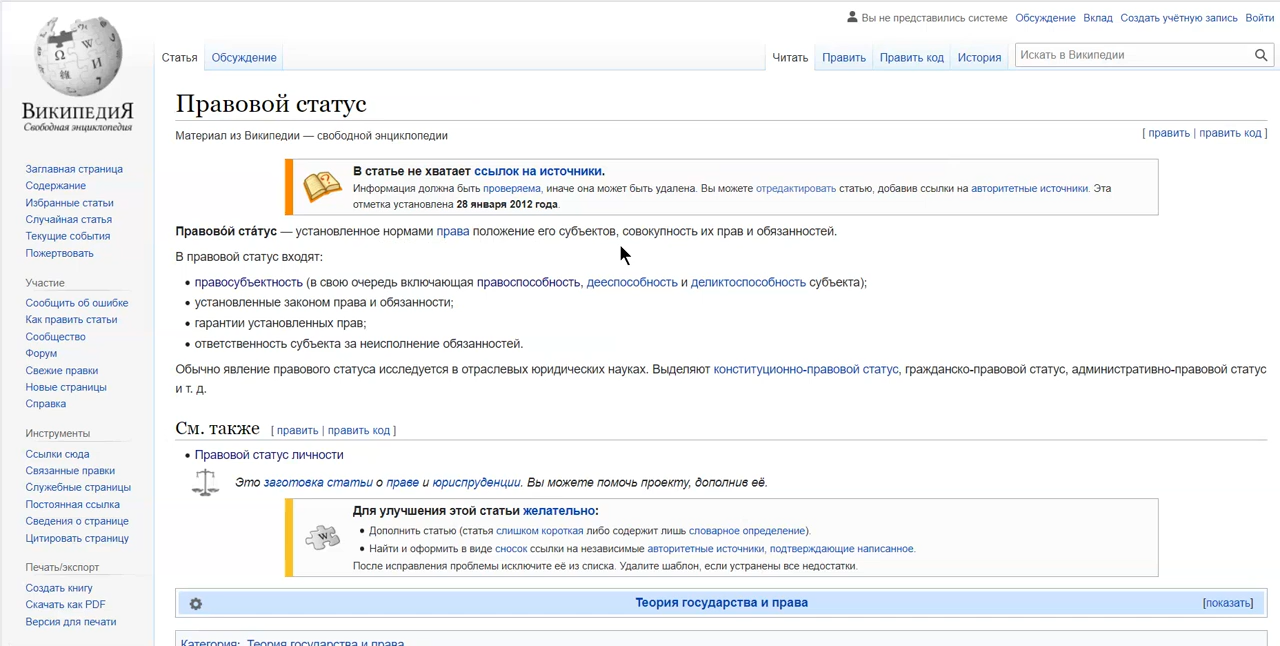 Вы не представились системе Обсуждение Вклад Создать учётную запись Войти
Статья Обсуждение Читать Править Править код История Искать в Википедии
ВИКИПЕДИЯ
Свободная энциклопедия
Заглавная страница
Содержание
Избранные статьи
Случайная статья
Текущие события
Пожертвовать
Участие
Сообщить об ошибке
Как править статьи
Сообщество
Форум
Свежие правки
Новые страницы
Справка
Инструменты
Ссылки сюда
Связанные правки
Служебные страницы
Постоянная ссылка
Сведения о странице
Цитировать страницу
Печать/экспорт
Создать книгу
Скачать как PDF
Версия для печати
Правовой статус
Материал из Википедии — свободной энциклопедии
[ править | править код ]
В статье не хватает ссылок на источники.
Информация должна быть проверяема, иначе она может быть удалена. Вы можете отредактировать статью, добавив ссылки на авторитетные источники. Эта
отметка установлена 28 января 2012 года.
Правово́й ста́тус — установленное нормами права положение его субъектов, совокупность их прав и обязанностей.
В правовой статус входят:
• правосубъектность (в свою очередь включающая правоспособность, дееспособность и деликтоспособность субъекта);
• установленные законом права и обязанности;
• гарантии установленных прав;
• ответственность субъекта за неисполнение обязанностей.
Обычно явление правового статуса исследуется в отраслевых юридических науках. Выделяют конституционно-правовой статус, гражданско-правовой статус, административно-правовой статус
и т. д.
См. также [ править | править код ]
• Правовой статус личности
Это заготовка статьи о праве и юриспруденции. Вы можете помочь проекту, дополнив её.
Для улучшения этой статьи желательно:
• Дополнить статью (статья слишком короткая либо содержит лишь словарное определение).
• Найти и оформить в виде сносок ссылки на независимые авторитетные источники, подтверждающие написанное.
После исправления проблемы исключите её из списка. Удалите шаблон, если устранены все недостатки.
Теория государства и права [показать]
Категория: Теория государства и права